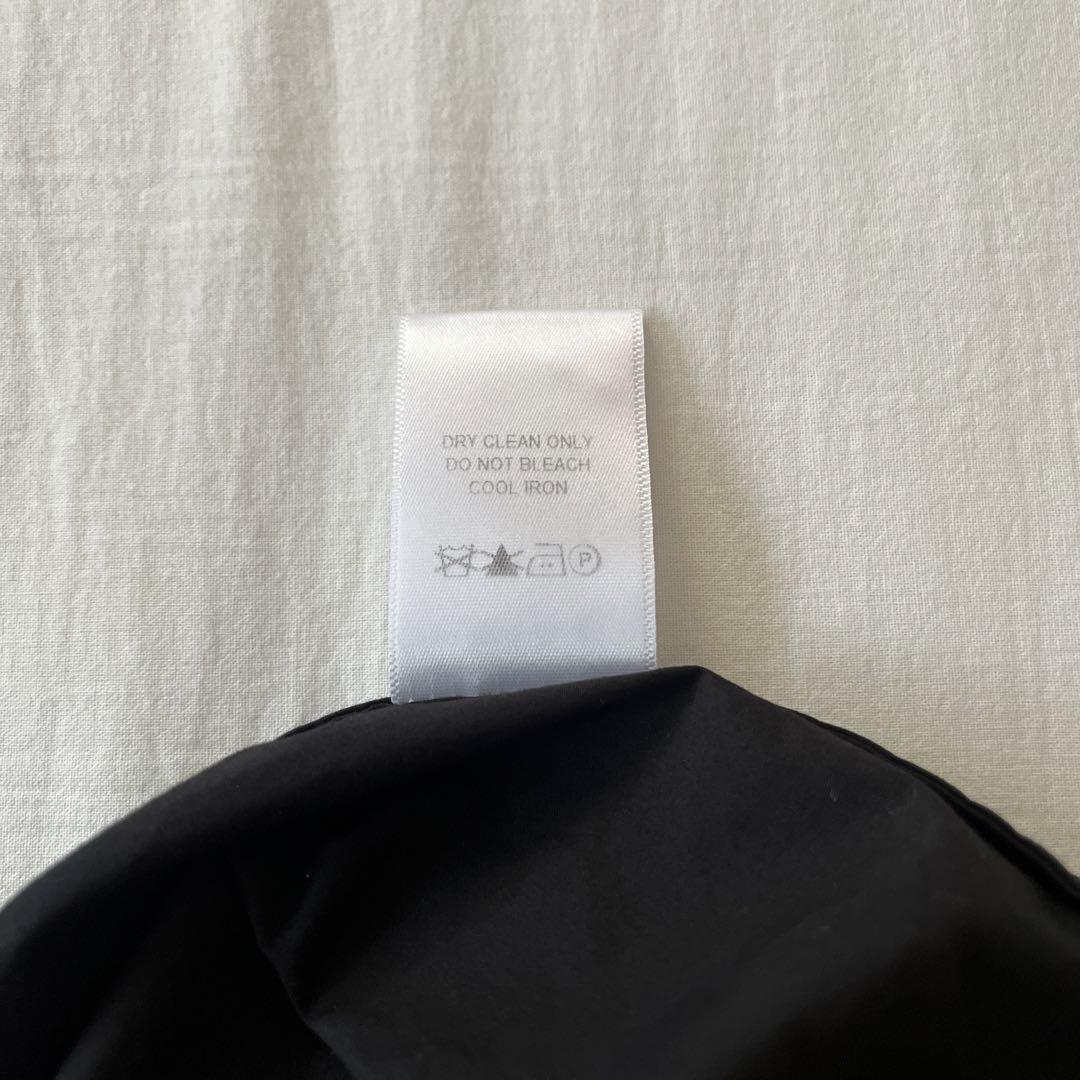 DRY CLEAN ONLY
DO NOT BLEACH
COOL IRON
P